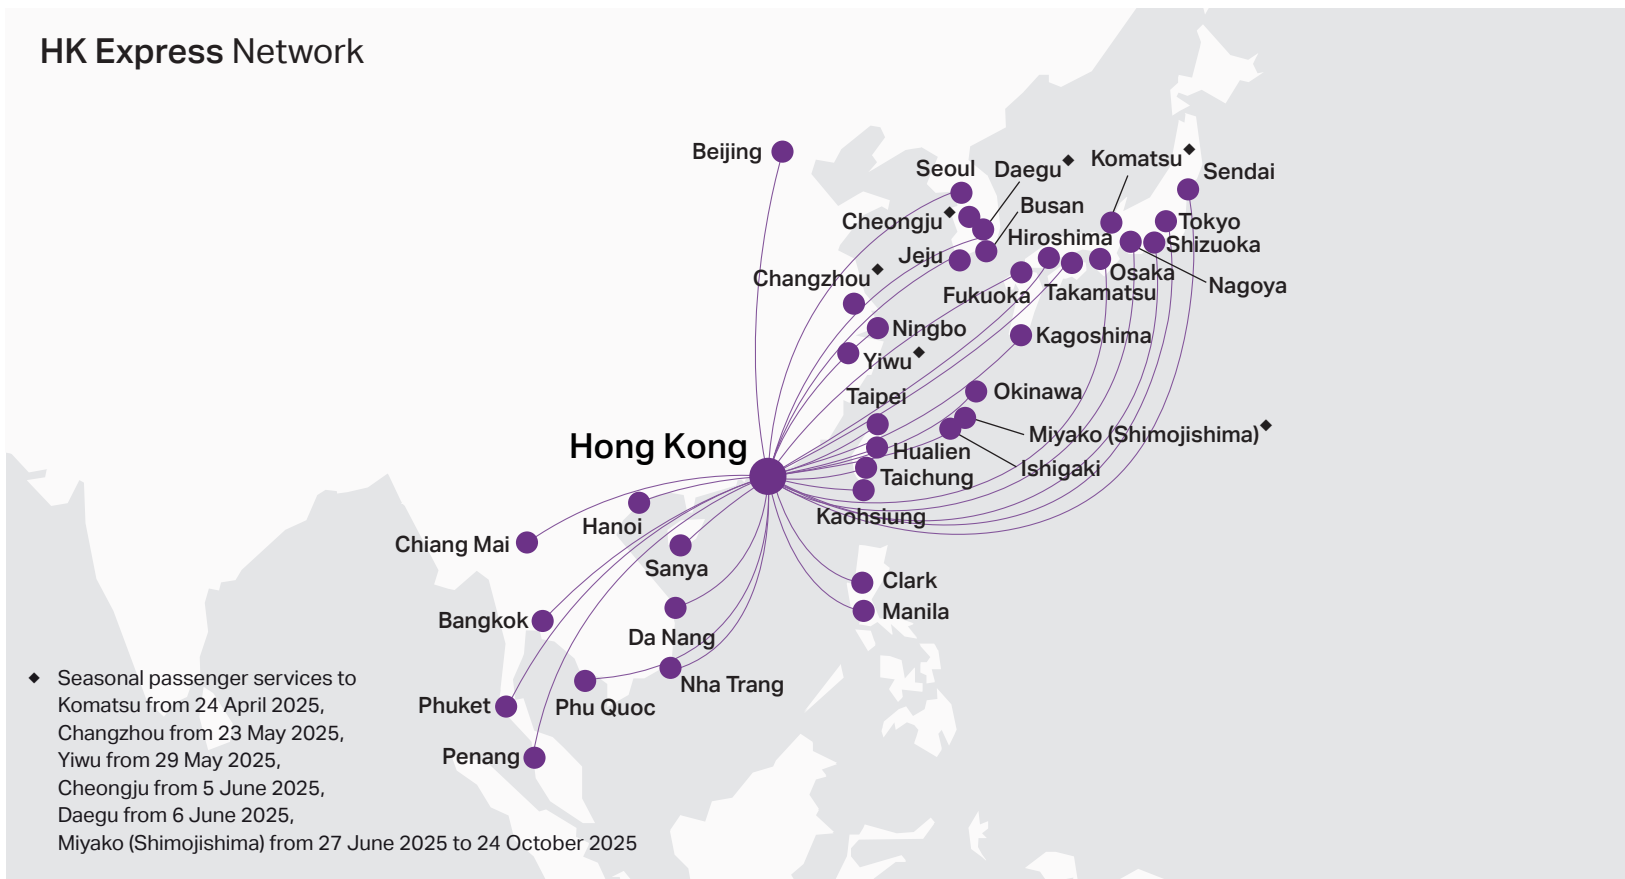 HK Express Network
Beijing
Seoul
Daegu◆
Komatsu◆
Sendai
Cheongju◆
Busan
Tokyo
Hiroshima
Shizuoka
Jeju
Osaka
Changzhou◆
Fukuoka
Takamatsu
Nagoya
Ningbo
Kagoshima
Yiwu◆
Taipei
Okinawa
Hong Kong
Miyako (Shimojishima)◆
Hualien
Ishigaki
Taichung
Kaohsiung
Hanoi
Chiang Mai
Sanya
Clark
Manila
Bangkok
Da Nang
Nha Trang
Phuket
Phu Quoc
Penang
◆ Seasonal passenger services to
Komatsu from 24 April 2025,
Changzhou from 23 May 2025,
Yiwu from 29 May 2025,
Cheongju from 5 June 2025,
Daegu from 6 June 2025,
Miyako (Shimojishima) from 27 June 2025 to 24 October 2025